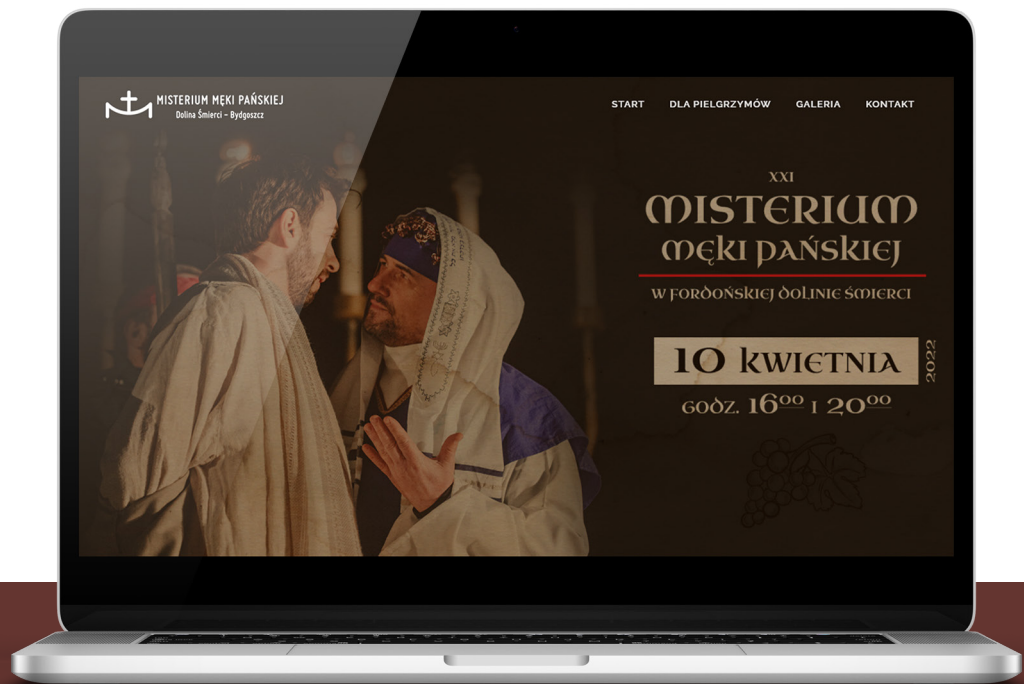 MISTERIUM MĘKI PAŃSKIEJ
Dolina Śmierci – Bydgoszcz
START DLA PIELGRZYMÓW GALERIA KONTAKT
XXI
MISTERIUM
MĘKI PAŃSKIEJ
W FORDOŃSKIEJ DOLINIE ŚMIERCI
10 KWIETNIA
2022
GODZ. 16⁰⁰ I 20⁰⁰